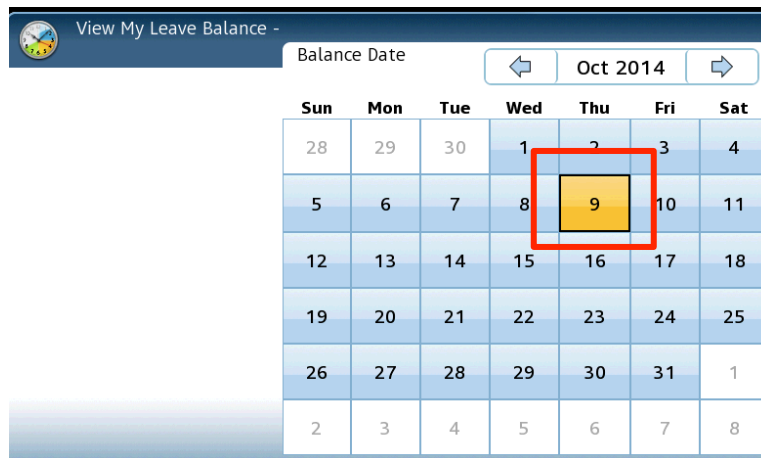 View My Leave Balance -
Balance Date
Oct 2014
Sun Mon Tue Wed Thu Fri Sat
28 29 30 1 2 3 4
5 6 7 8 9 10 11
12 13 14 15 16 17 18
19 20 21 22 23 24 25
26 27 28 29 30 31 1
2 3 4 5 6 7 8